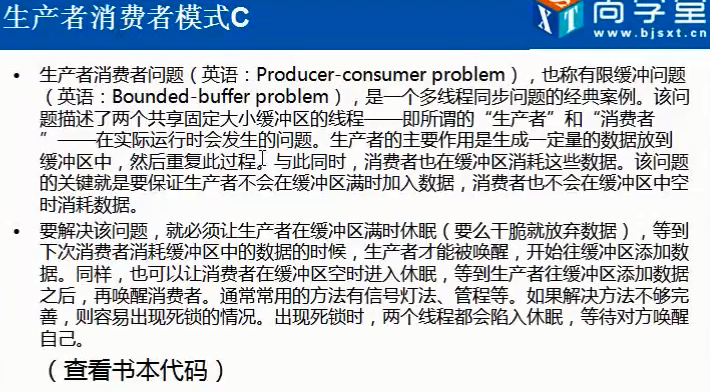 生产者消费者模式C
尚学堂
XST
www.bjsxt.com
• 生产者消费者问题（英语：Producer-consumer problem），也称有限缓冲问题
（英语：Bounded-buffer problem），是一个多线程同步问题的经典案例。该问
题描述了两个共享固定大小缓冲区的线程——即所谓的“生产者”和“消费者
”——在实际运行时会发生的问题。生产者的主要作用是生成一定量的数据放到
缓冲区中，然后重复此过程。与此同时，消费者也在缓冲区消耗这些数据。该问题
的关键就是要保证生产者不会在缓冲区满时加入数据，消费者也不会在缓冲区中空
时消耗数据。
• 要解决该问题，就必须让生产者在缓冲区满时休眠（要么干脆就放弃数据），等到
下次消费者消耗缓冲区中的数据的时候，生产者才能被唤醒，开始往缓冲区添加数
据。同样，也可以让消费者在缓冲区空时进入休眠，等到生产者往缓冲区添加数据
之后，再唤醒消费者。通常常用的方法有信号灯法、管程等。如果解决方法不够完
善，则容易出现死锁的情况。出现死锁时，两个线程都会陷入休眠，等待对方唤醒
自己。
（查看书本代码）